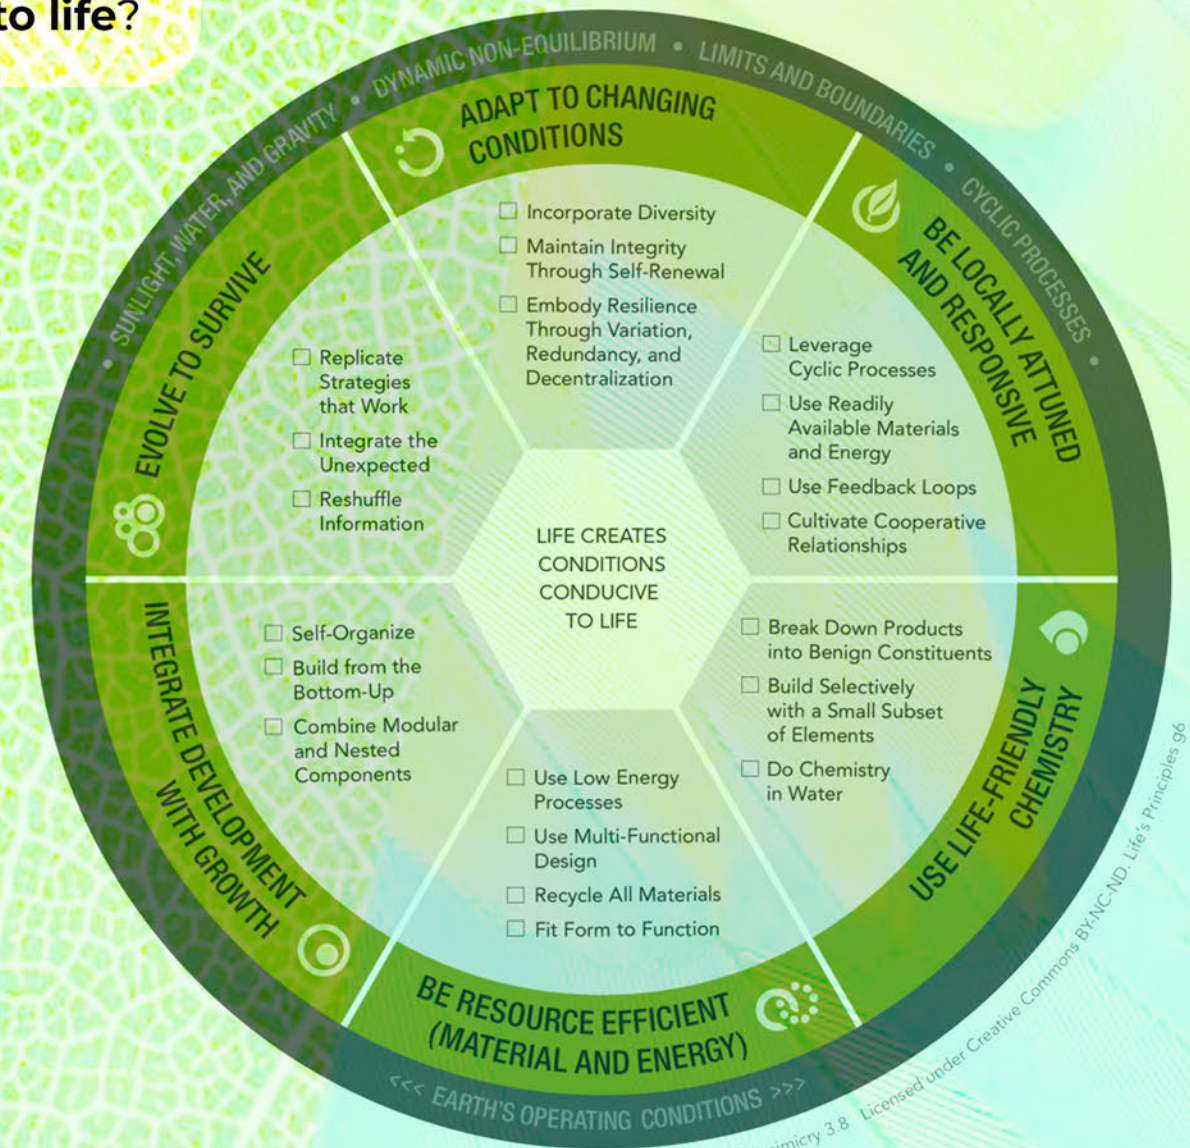 to life?
• SUNLIGHT, WATER, AND GRAVITY • DYNAMIC NON-EQUILIBRIUM • LIMITS AND BOUNDARIES • CYCLIC PROCESSES •
ADAPT TO CHANGING
CONDITIONS
Incorporate Diversity
Maintain Integrity
Through Self-Renewal
Embody Resilience
Through Variation,
Redundancy, and
Decentralization
BE LOCALLY ATTUNED
AND RESPONSIVE
Leverage
Cyclic Processes
Use Readily
Available Materials
and Energy
Use Feedback Loops
Cultivate Cooperative
Relationships
USE LIFE-FRIENDLY
CHEMISTRY
Break Down Products
into Benign Constituents
Build Selectively
with a Small Subset
of Elements
Do Chemistry
in Water
BE RESOURCE EFFICIENT
(MATERIAL AND ENERGY)
Use Low Energy
Processes
Use Multi-Functional
Design
Recycle All Materials
Fit Form to Function
INTEGRATE DEVELOPMENT
WITH GROWTH
Self-Organize
Build from the
Bottom-Up
Combine Modular
and Nested
Components
EVOLVE TO SURVIVE
Replicate
Strategies
that Work
Integrate the
Unexpected
Reshuffle
Information
LIFE CREATES
CONDITIONS
CONDUCIVE
TO LIFE
<<< EARTH'S OPERATING CONDITIONS >>>
3.8 Licensed under Creative Commons BY-NC-ND. Life's Principles g6